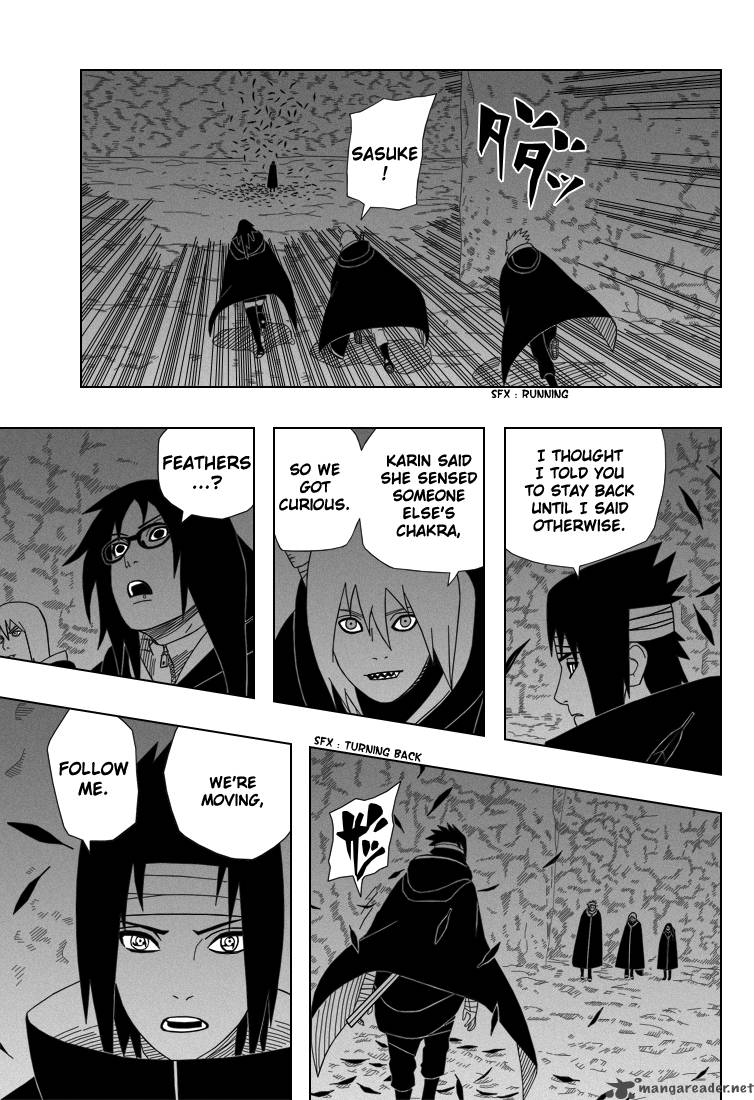 SASUKE
!
タタタッ
SFX : RUNNING
I THOUGHT
I TOLD YOU
TO STAY BACK
UNTIL I SAID
OTHERWISE.
KARIN SAID
SHE SENSED
SOMEONE
ELSE'S
CHAKRA,
SO WE
GOT
CURIOUS.
FEATHERS
...?
SFX : TURNING BACK
ザッ
WE'RE
MOVING,
FOLLOW
ME.
mangareader.net